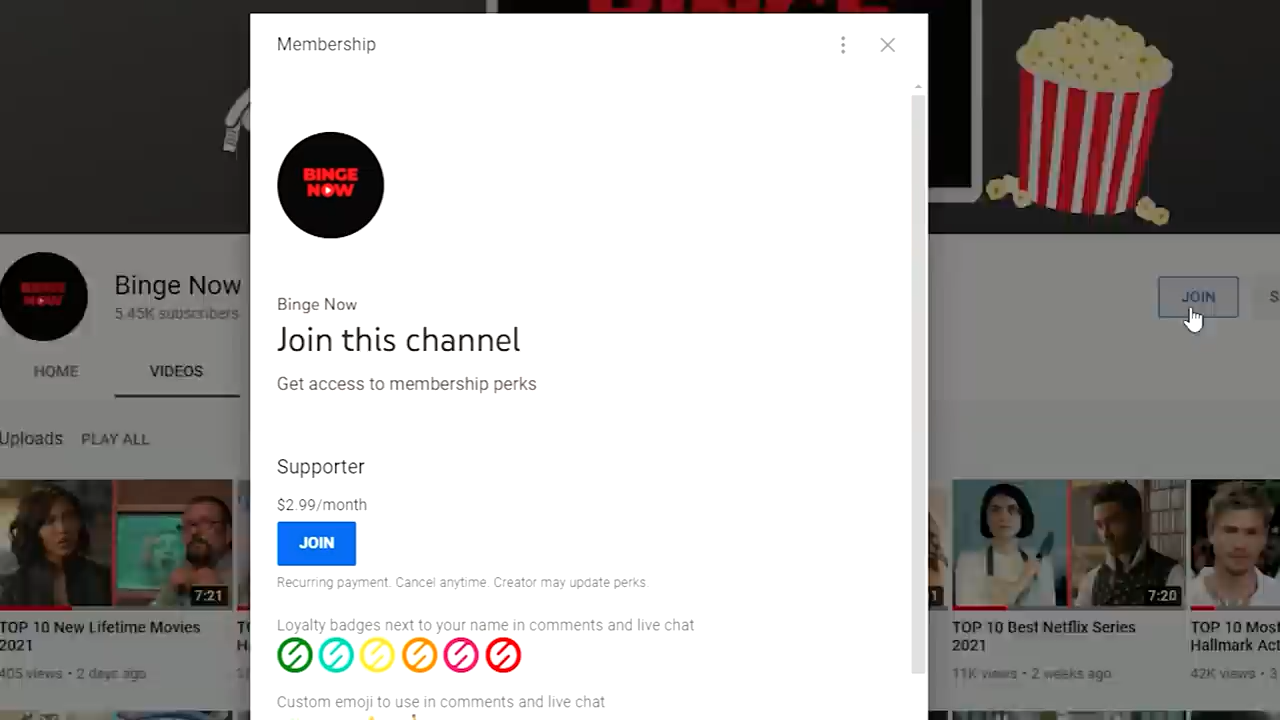 Membership
BINGE
NOW
Binge Now
Join this channel
Get access to membership perks
Supporter
$2.99/month
JOIN
Recurring payment. Cancel anytime. Creator may update perks.
Loyalty badges next to your name in comments and live chat
Custom emoji to use in comments and live chat
BINGE
NOW
Binge Now
5.45K subscribers
JOIN
S
HOME
VIDEOS
Uploads
PLAY ALL
7:21
TOP 10 New Lifetime Movies
2021
405 views • 2 days ago
7:20
TOP 10 Best Netflix Series
2021
11K views • 2 weeks ago
TOP 10 Most
Hallmark Act
42K views • 3